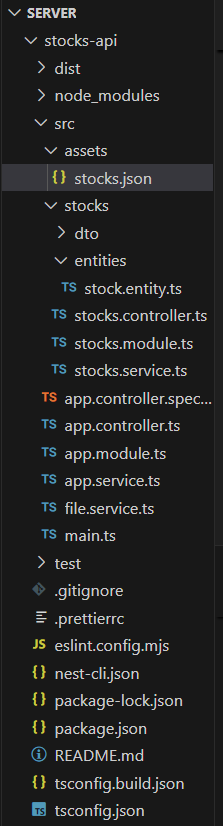 SERVER
stocks-api
dist
node_modules
src
assets
{} stocks.json
stocks
dto
entities
TS stock.entity.ts
TS stocks.controller.ts
TS stocks.module.ts
TS stocks.service.ts
TS app.controller.spec...
TS app.controller.ts
TS app.module.ts
TS app.service.ts
TS file.service.ts
TS main.ts
test
.gitignore
.prettierrc
JS eslint.config.mjs
{} nest-cli.json
{} package-lock.json
{} package.json
README.md
{} tsconfig.build.json
TS tsconfig.json